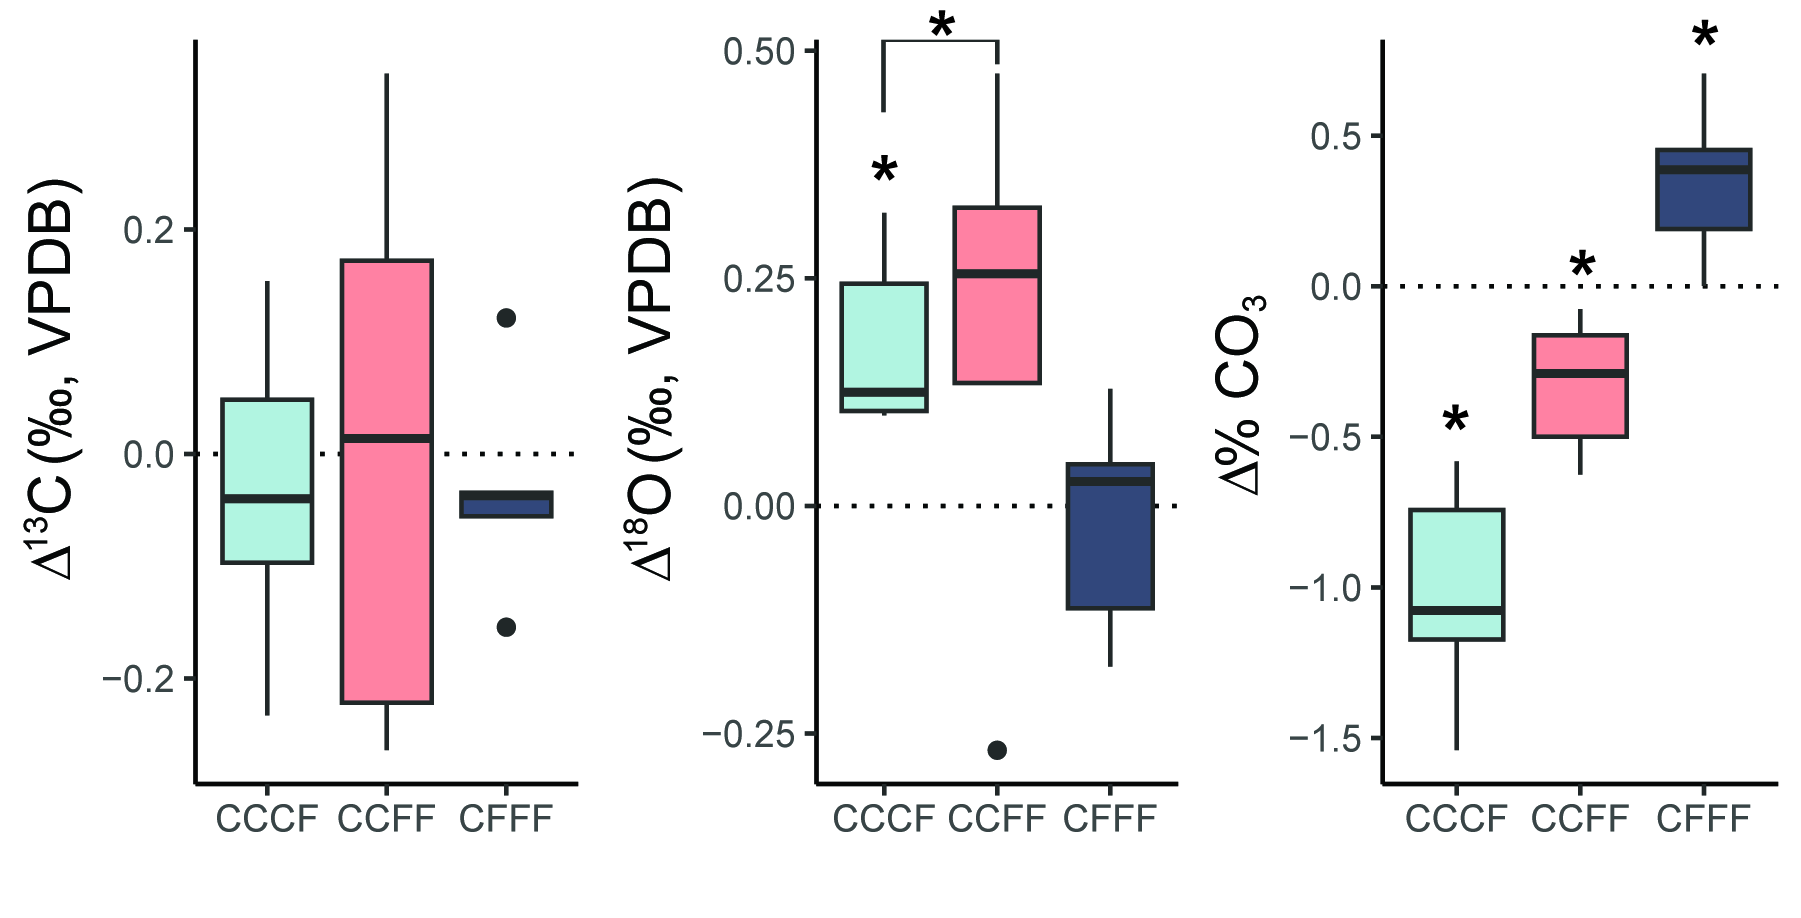 Δ¹³C (‰, VPDB)
0.2
0.0
−0.2
CCCF CCFF CFFF
Δ¹⁸O (‰, VPDB)
0.50
0.25
0.00
−0.25
*
*
CCCF CCFF CFFF
Δ% CO₃
0.5
0.0
−0.5
−1.0
−1.5
*
*
*
CCCF CCFF CFFF